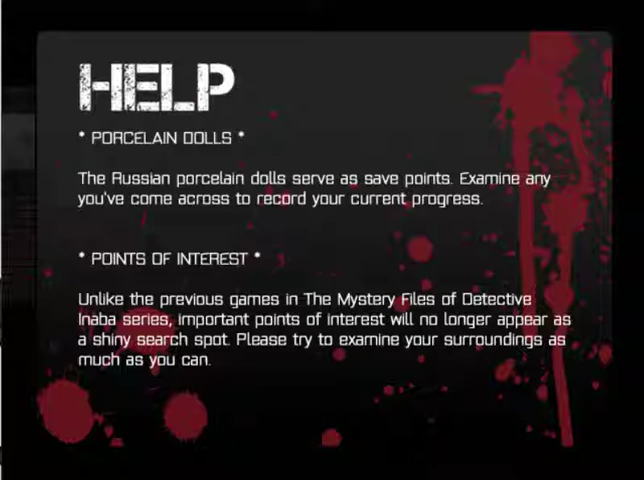 HELP
* PORCELAIN DOLLS *
The Russian porcelain dolls serve as save points. Examine any
you've come across to record your current progress.
* POINTS OF INTEREST *
Unlike the previous games in The Mystery Files of Detective
Inaba series, important points of interest will no longer appear as
a shiny search spot. Please try to examine your surroundings as
much as you can.